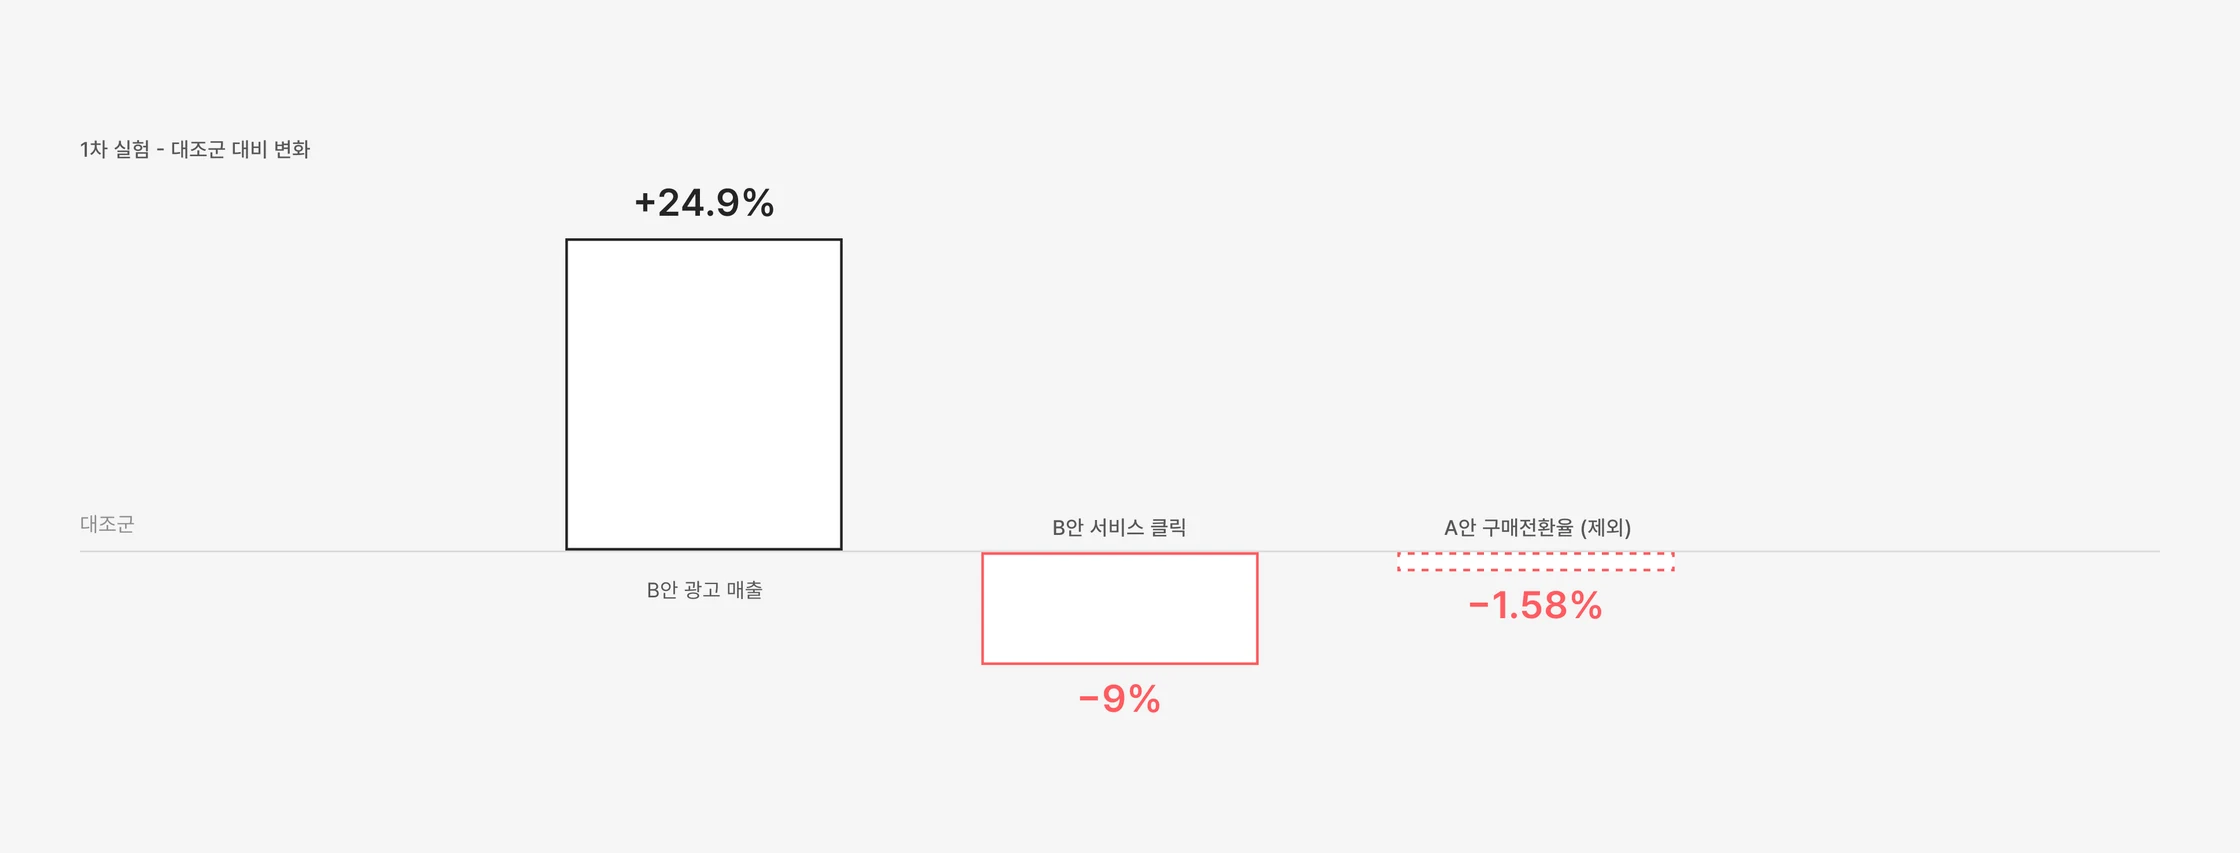 1차 실험 - 대조군 대비 변화
+24.9%
대조군
B안 서비스 클릭
A안 구매전환율 (제외)
B안 광고 매출
−1.58%
−9%